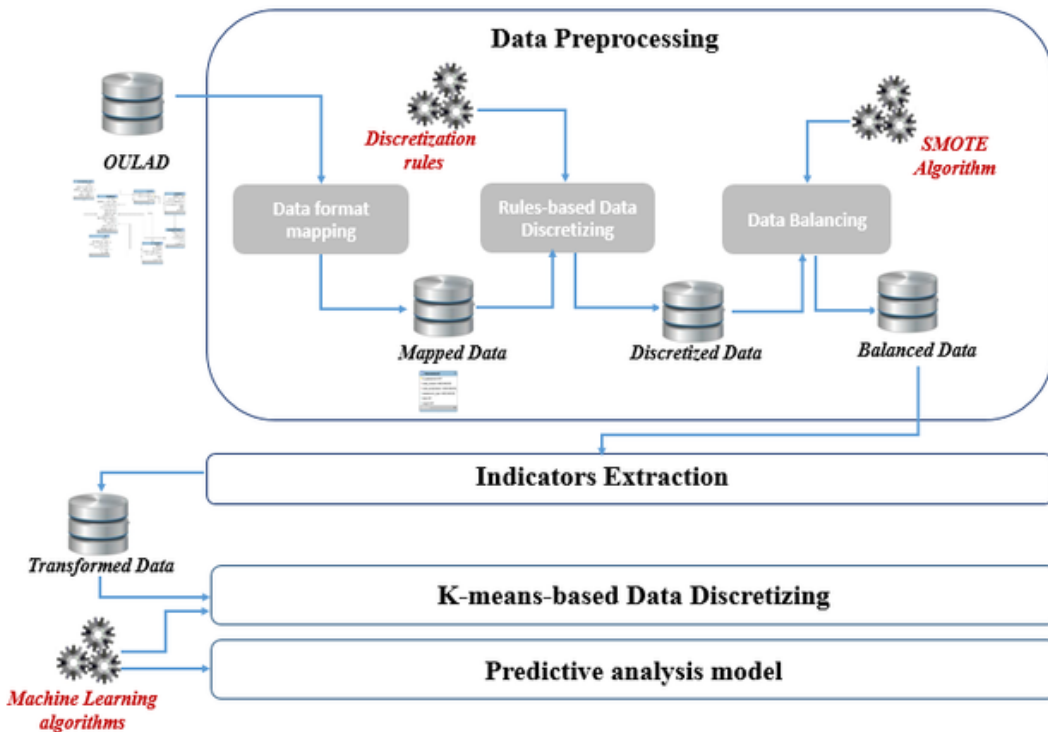 Data Preprocessing
OULAD
Discretization
rules
SMOTE
Algorithm
Data format
mapping
Rules-based Data
Discretizing
Data Balancing
Mapped Data
Discretized Data
Balanced Data
Indicators Extraction
Transformed Data
K-means-based Data Discretizing
Predictive analysis model
Machine Learning
algorithms